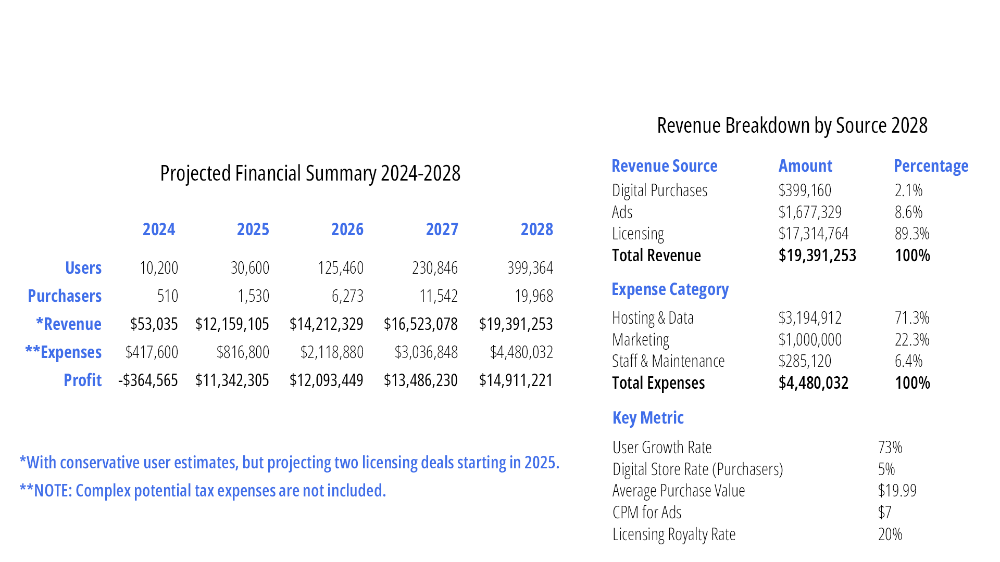 Projected Financial Summary 2024-2028
2024 2025 2026 2027 2028
Users 10,200 30,600 125,460 230,846 399,364
Purchasers 510 1,530 6,273 11,542 19,968
*Revenue $53,035 $12,159,105 $14,212,329 $16,523,078 $19,391,253
**Expenses $417,600 $816,800 $2,118,880 $3,036,848 $4,480,032
Profit -$364,565 $11,342,305 $12,093,449 $13,486,230 $14,911,221
*With conservative user estimates, but projecting two licensing deals starting in 2025.
**NOTE: Complex potential tax expenses are not included.
Revenue Breakdown by Source 2028
Revenue Source Amount Percentage
Digital Purchases $399,160 2.1%
Ads $1,677,329 8.6%
Licensing $17,314,764 89.3%
Total Revenue $19,391,253 100%
Expense Category
Hosting & Data $3,194,912 71.3%
Marketing $1,000,000 22.3%
Staff & Maintenance $285,120 6.4%
Total Expenses $4,480,032 100%
Key Metric
User Growth Rate 73%
Digital Store Rate (Purchasers) 5%
Average Purchase Value $19.99
CPM for Ads $7
Licensing Royalty Rate 20%